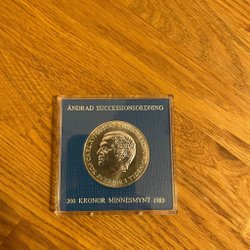 ÄNDRAD SUCCESSIONSORDNING
200 KRONOR MINNESMYNT 1980